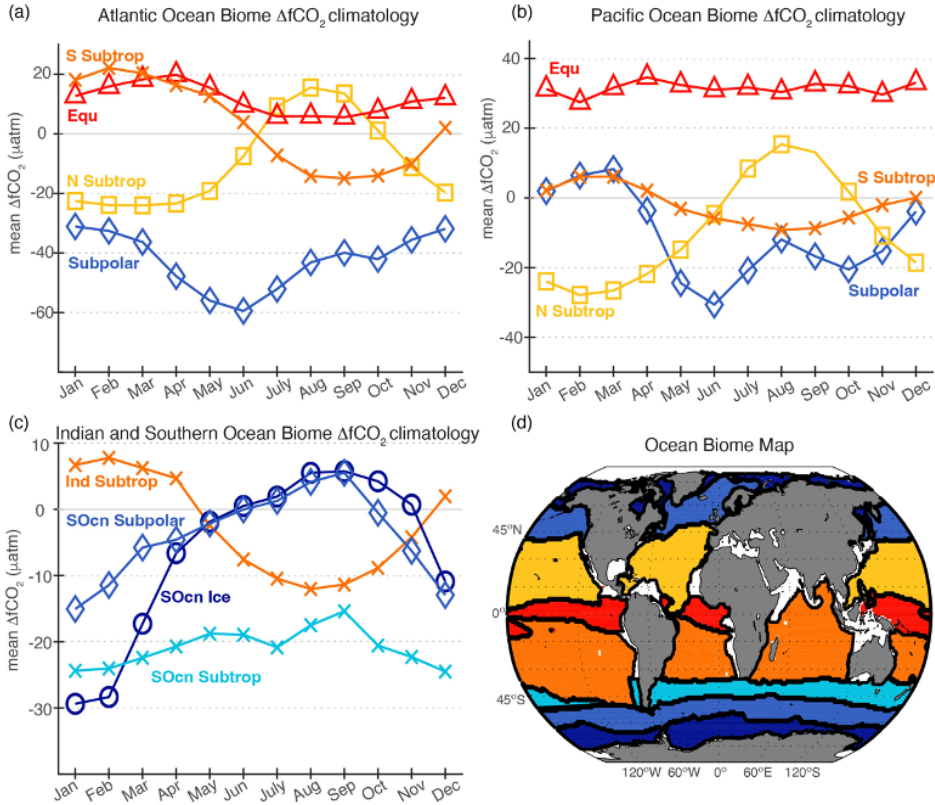 (a)
Atlantic Ocean Biome ΔfCO₂ climatology
mean ΔfCO₂ (μatm)
20
0
-20
-40
-60
S Subtrop
Equ
N Subtrop
Subpolar
Jan Feb Mar Apr May Jun July Aug Sep Oct Nov Dec
(b)
Pacific Ocean Biome ΔfCO₂ climatology
mean ΔfCO₂ (μatm)
40
20
0
-20
-40
Equ
S Subtrop
N Subtrop
Subpolar
Jan Feb Mar Apr May Jun July Aug Sep Oct Nov Dec
(c)
Indian and Southern Ocean Biome ΔfCO₂ climatology
mean ΔfCO₂ (μatm)
10
0
-10
-20
-30
Ind Subtrop
SOcn Subpolar
SOcn Ice
SOcn Subtrop
Jan Feb Mar Apr May Jun July Aug Sep Oct Nov Dec
(d)
Ocean Biome Map
45°N
0°
45°S
120°W 60°W 0° 60°E 120°S